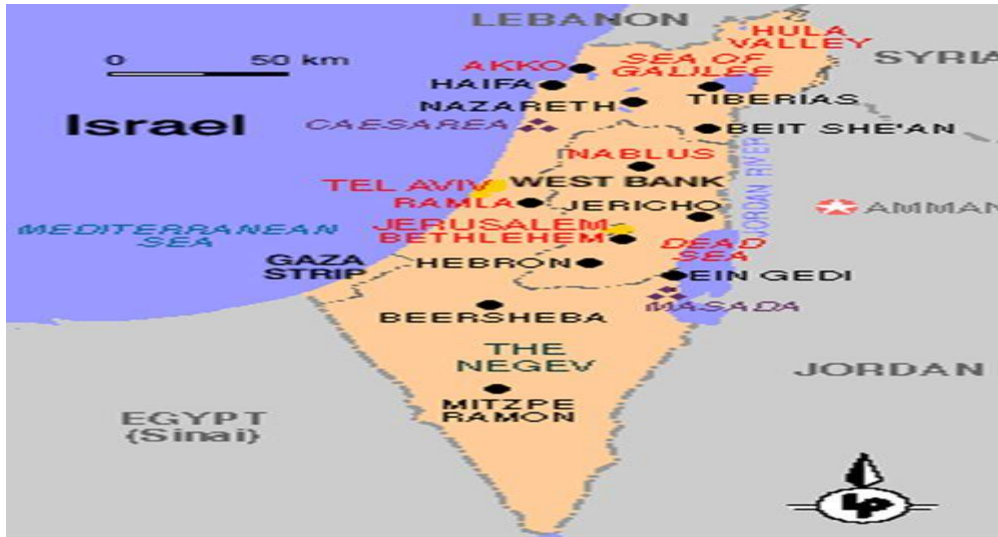 LEBANON
HULA
VALLEY
SYRIA
0 50 km
AKKO
SEA OF
GALILEE
HAIFA
NAZARETH
TIBERIAS
Israel
CAESAREA
BEIT SHE'AN
NABLUS
JORDAN RIVER
TEL AVIV
WEST BANK
RAMLA
JERICHO
AMMAN
MEDITERRANEAN
SEA
JERUSALEM
BETHLEHEM
DEAD
SEA
GAZA
STRIP
HEBRON
EIN GEDI
MASADA
BEERSHEBA
THE
NEGEV
JORDAN
MITZPE
RAMON
EGYPT
(Sinai)
LP